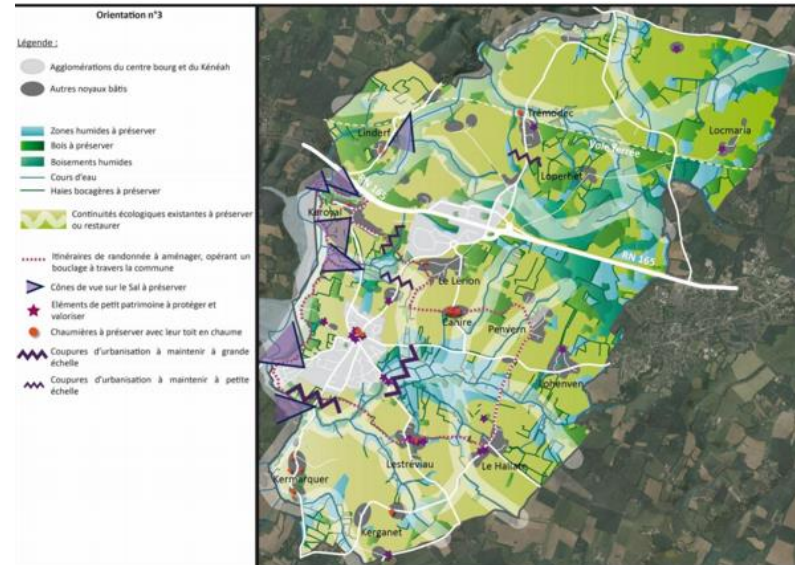 Orientation n°3
Légende :
Agglomérations du centre bourg et du Kénéah
Autres noyaux bâtis
Zones humides à préserver
Bois à préserver
Boisements humides
Cours d'eau
Haies bocagères à préserver
Continuités écologiques existantes à préserver
ou restaurer
Itinéraires de randonnée à aménager, opérant un
bouclage à travers la commune
Cônes de vue sur le Sal à préserver
Eléments de petit patrimoine à protéger et
valoriser
Chaumières à préserver avec leur toit en chaume
Coupures d'urbanisation à maintenir à grande
échelle
Coupures d'urbanisation à maintenir à petite
échelle
Trémodec
Locmaria
Linderf
Voie ferrée
Loperhet
RN 165
Keroyal
RN 165
Le Lerion
Canire
Penvern
Lohenven
Lestréviau
Le Hallate
Kermarquer
Kerganet